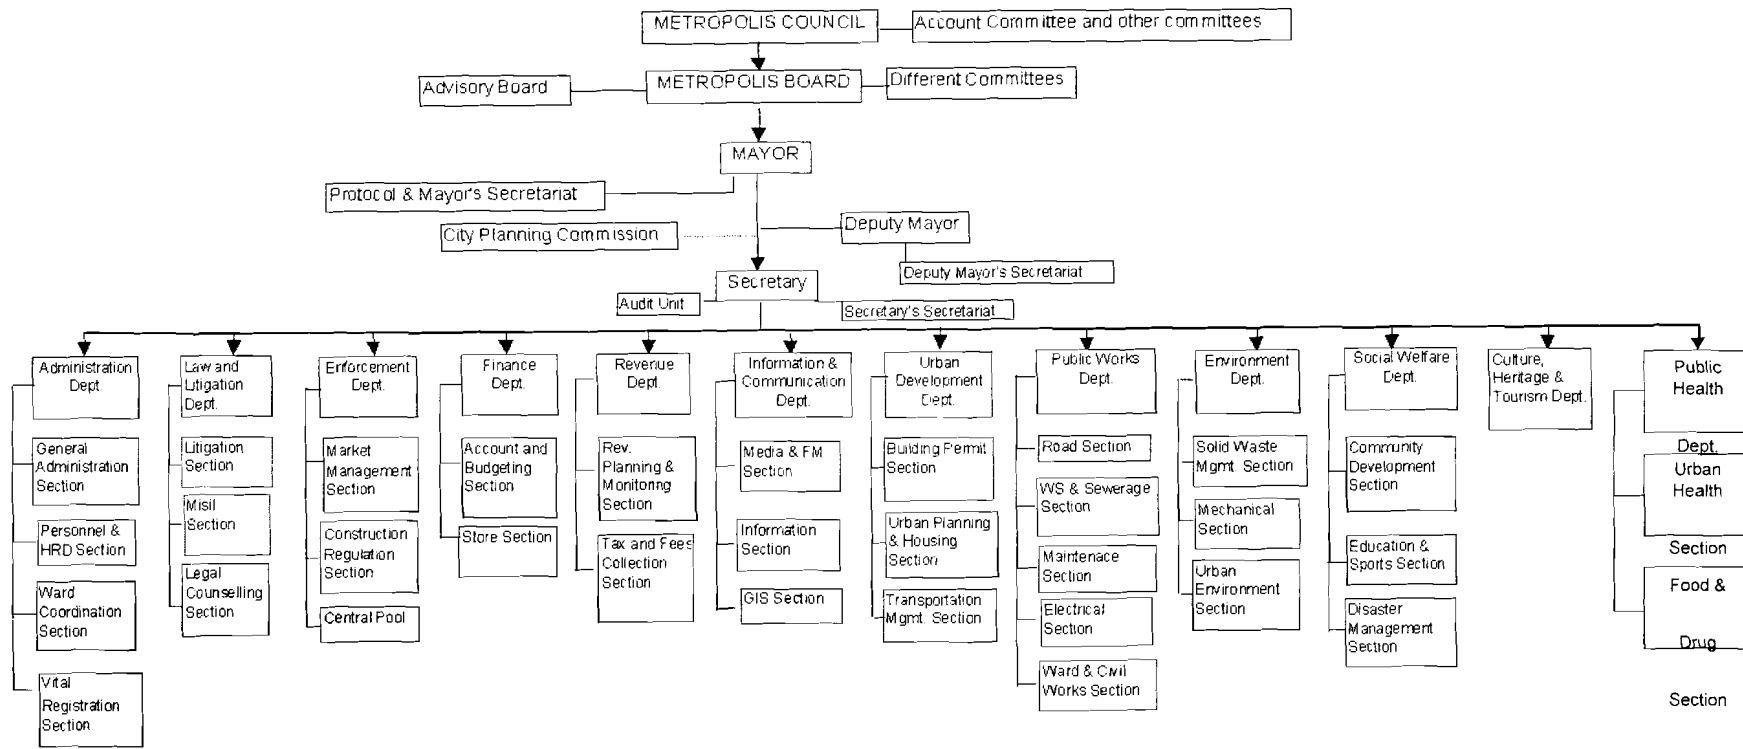 METROPOLIS COUNCIL
Account Committee and other committees
Advisory Board
METROPOLIS BOARD
Different Committees
MAYOR
Protocol & Mayor's Secretariat
City Planning Commission
Deputy Mayor
Deputy Mayor's Secretariat
Secretary
Audit Unit
Secretary's Secretariat
Administration
Dept.
General
Administration
Section
Personnel &
HRD Section
Ward
Coordination
Section
Vital
Registration
Section
Law and
Litigation
Dept.
Litigation
Section
Misil
Section
Legal
Counselling
Section
Enforcement
Dept.
Market
Management
Section
Construction
Regulation
Section
Central Pool
Finance
Dept.
Account and
Budgeting
Section
Store Section
Revenue
Dept.
Rev.
Planning &
Monitoring
Section
Tax and Fees
Collection
Section
Information &
Communication
Dept.
Media & FM
Section
Information
Section
GIS Section
Urban
Development
Dept.
Building Permit
Section
Urban Planning
& Housing
Section
Transportation
Mgmt. Section
Public Works
Dept.
Road Section
WS & Sewerage
Section
Maintenace
Section
Electrical
Section
Ward & Civil
Works Section
Environment
Dept.
Solid Waste
Mgmt. Section
Mechanical
Section
Urban
Environment
Section
Social Welfare
Dept.
Community
Development
Section
Education &
Sports Section
Disaster
Management
Section
Culture,
Heritage &
Tourism Dept.
Public
Health
Dept.
Urban
Health
Section
Food &
Drug
Section